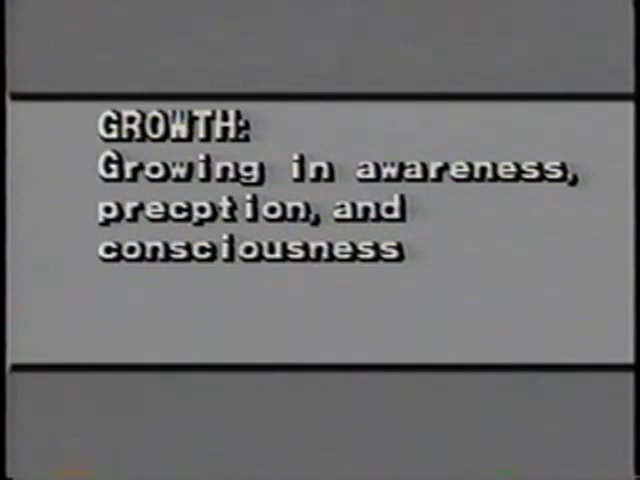 GROWTH:
Growing in awareness,
precption, and
consciousness